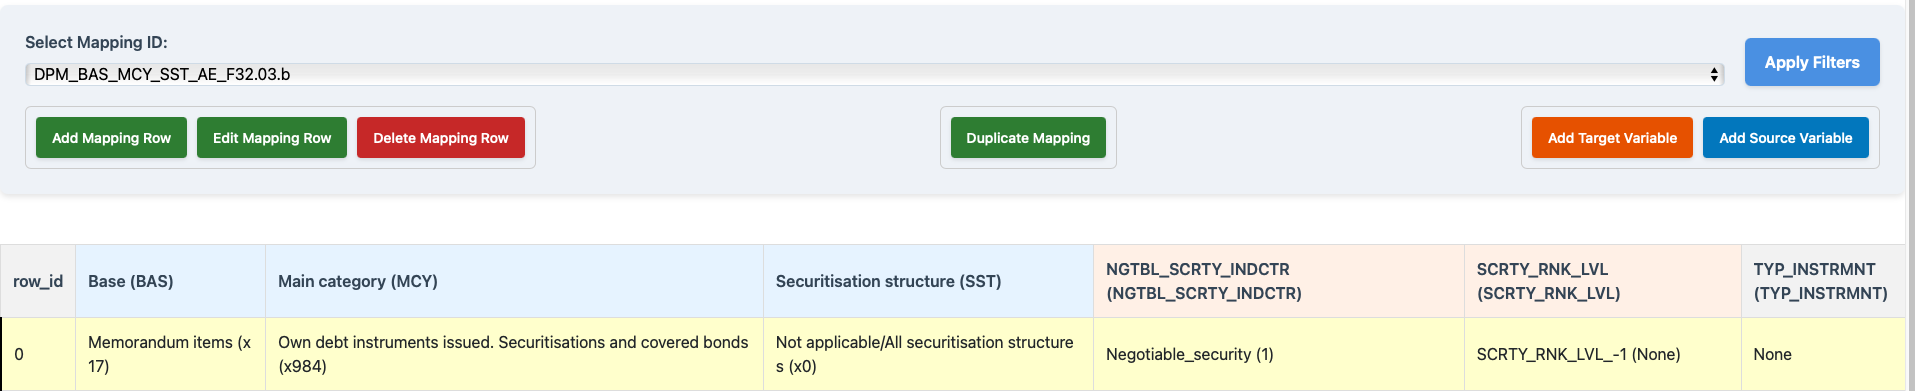 Select Mapping ID:
DPM_BAS_MCY_SST_AE_F32.03.b
Apply Filters
Add Mapping Row
Edit Mapping Row
Delete Mapping Row
Duplicate Mapping
Add Target Variable
Add Source Variable
row_id
Base (BAS)
Main category (MCY)
Securitisation structure (SST)
NGTBL_SCRTY_INDCTR
(NGTBL_SCRTY_INDCTR)
SCRTY_RNK_LVL
(SCRTY_RNK_LVL)
TYP_INSTRMNT
(TYP_INSTRMNT)
0
Memorandum items (x
17)
Own debt instruments issued. Securitisations and covered bonds
(x984)
Not applicable/All securitisation structure
s (x0)
Negotiable_security (1)
SCRTY_RNK_LVL_-1 (None)
None